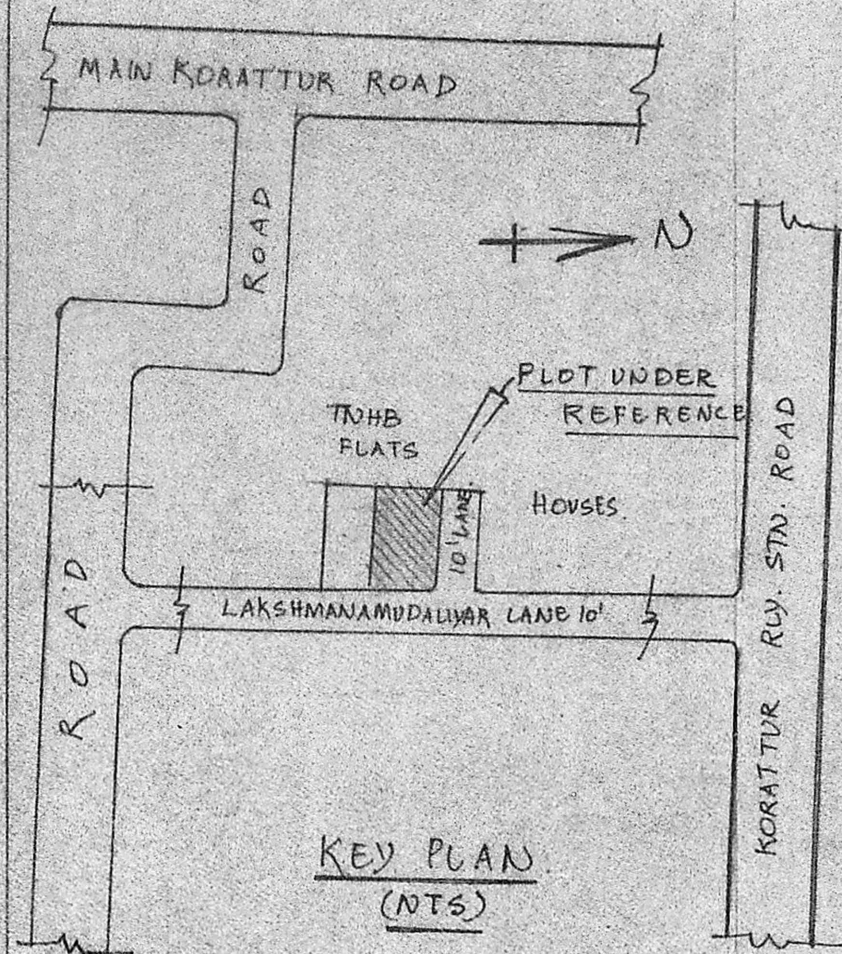 MAIN KORATTUR ROAD
ROAD
N
PLOT UNDER
REFERENCE
TNHB
FLATS
10' LANE
HOUSES
LAKSHMANAMUDALIYAR LANE 10'
ROAD
KORATTUR RLY. STN. ROAD
KEY PLAN
(NTS)